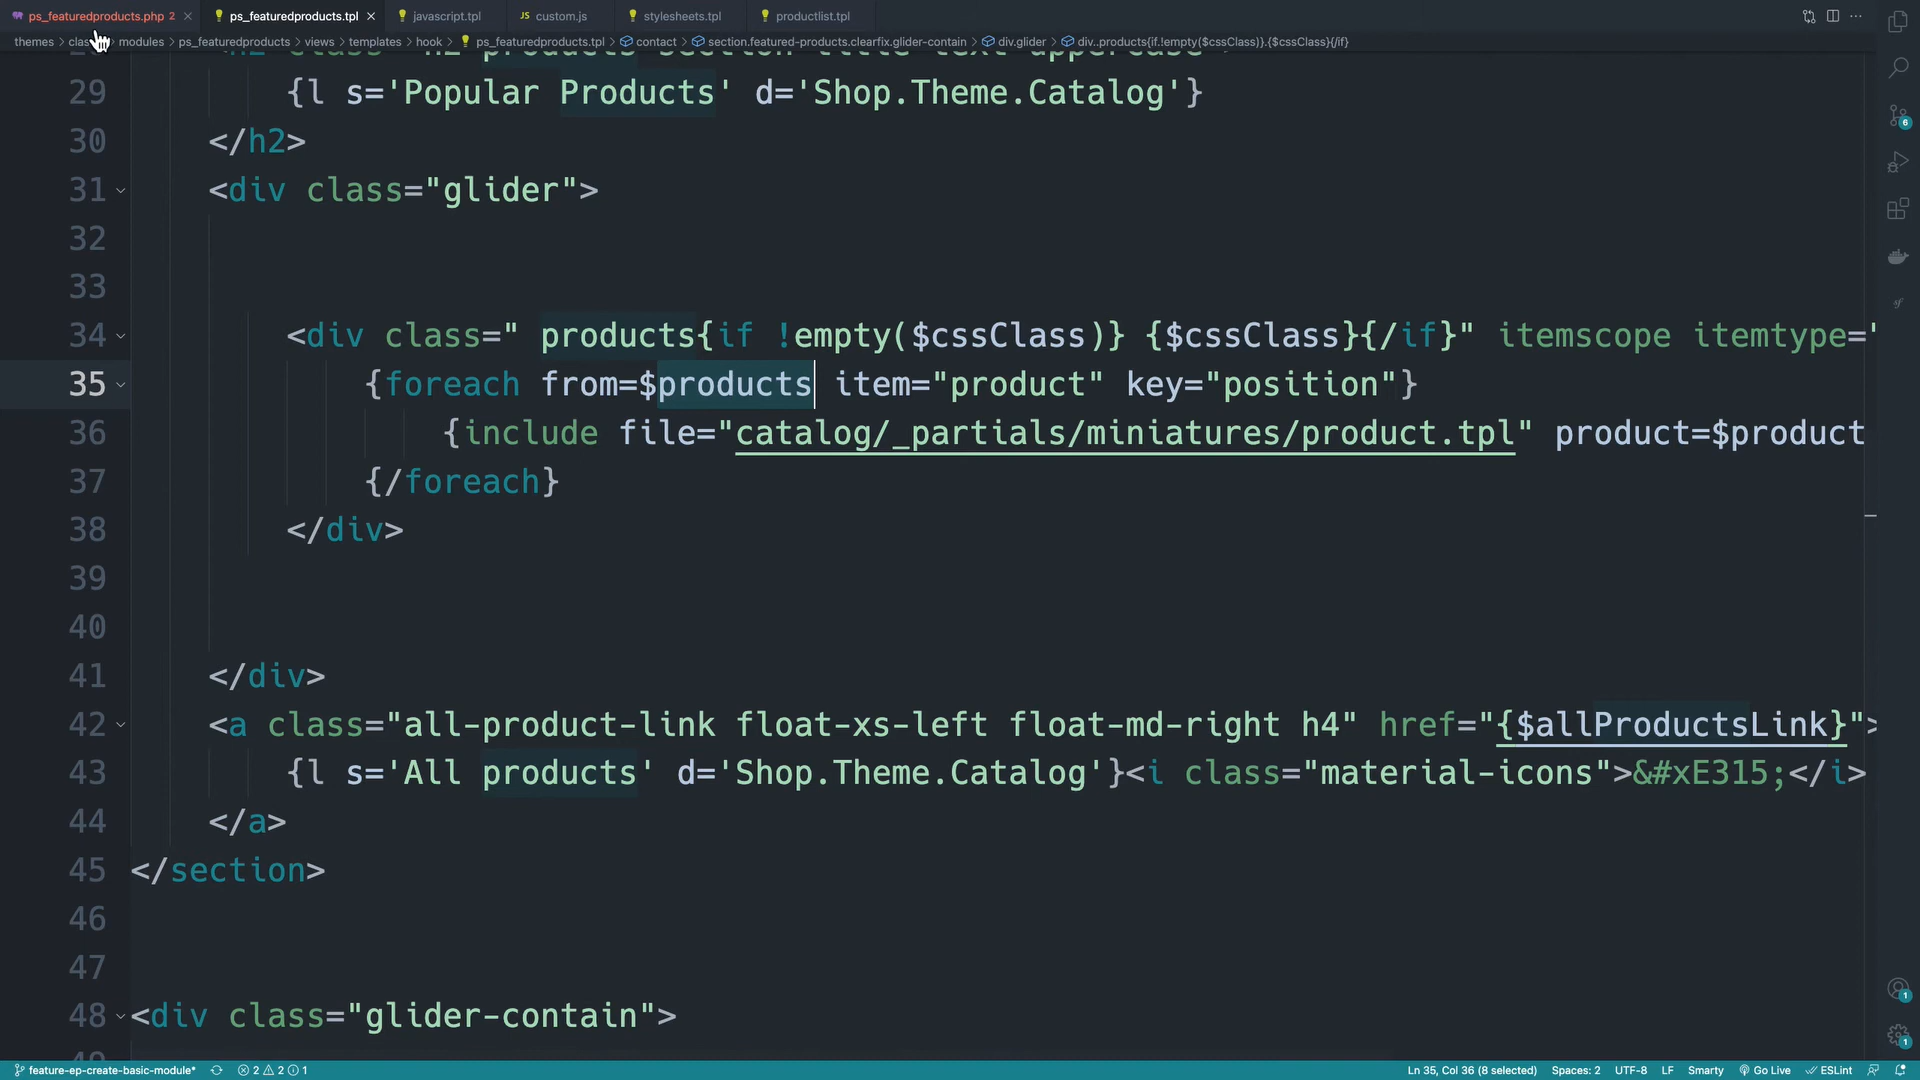 ps_featuredproducts.php 2 ps_featuredproducts.tpl javascript.tpl JS custom.js stylesheets.tpl productlist.tpl
themes > modules > ps_featuredproducts > views > templates > hook > ps_featuredproducts.tpl > contact > section.featured-products.clearfix.glider-contain > div.glider > div..products{if.!empty($cssClass)}.{$cssClass}{/if}
29 {l s='Popular Products' d='Shop.Theme.Catalog'}
30 </h2>
31 <div class="glider">
32
33
34 <div class=" products{if !empty($cssClass)} {$cssClass}{/if}" itemscope itemtype="
35 {foreach from=$products item="product" key="position"}
36 {include file="catalog/_partials/miniatures/product.tpl" product=$product
37 {/foreach}
38 </div>
39
40
41 </div>
42 <a class="all-product-link float-xs-left float-md-right h4" href="{$allProductsLink}">
43 {l s='All products' d='Shop.Theme.Catalog'}<i class="material-icons">&#xE315;</i>
44 </a>
45 </section>
46
47
48 <div class="glider-contain">
feature-ep-create-basic-module* 2 2 1 Ln 35, Col 36 (8 selected) Spaces: 2 UTF-8 LF Smarty Go Live ESLint
6
1
1